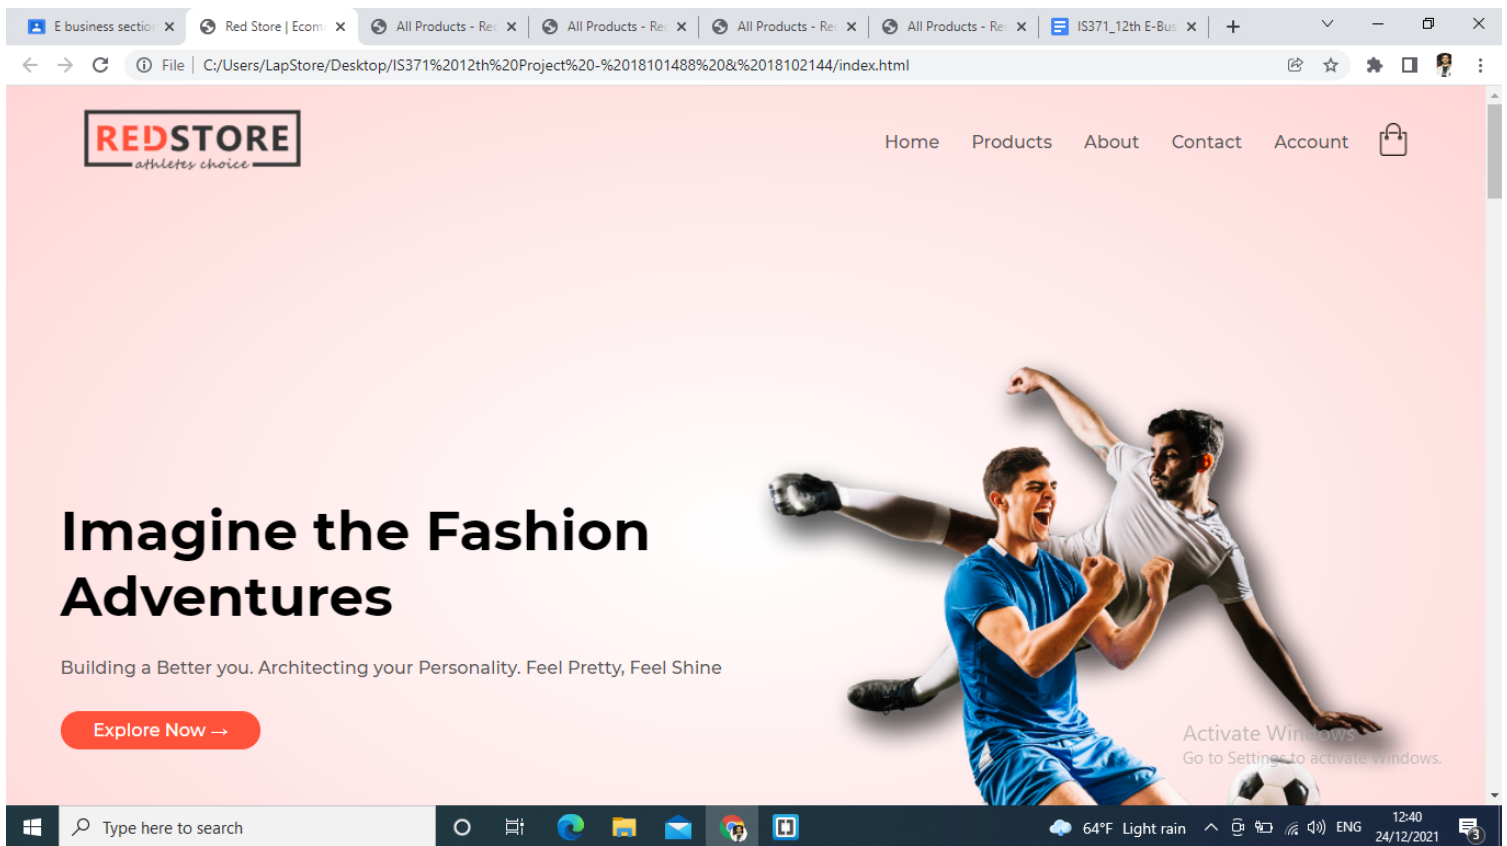 E business sectio
Red Store | Ecom
All Products - Re
All Products - Re
All Products - Re
All Products - Re
IS371_12th E-Bus
File
C:/Users/LapStore/Desktop/IS371%2012th%20Project%20-%2018101488%20&%2018102144/index.html
REDSTORE
athletes choice
Home Products About Contact Account
Imagine the Fashion
Adventures
Building a Better you. Architecting your Personality. Feel Pretty, Feel Shine
Explore Now →
Activate Windows
Go to Settings to activate Windows.
Type here to search
64°F Light rain
ENG
12:40
24/12/2021
3